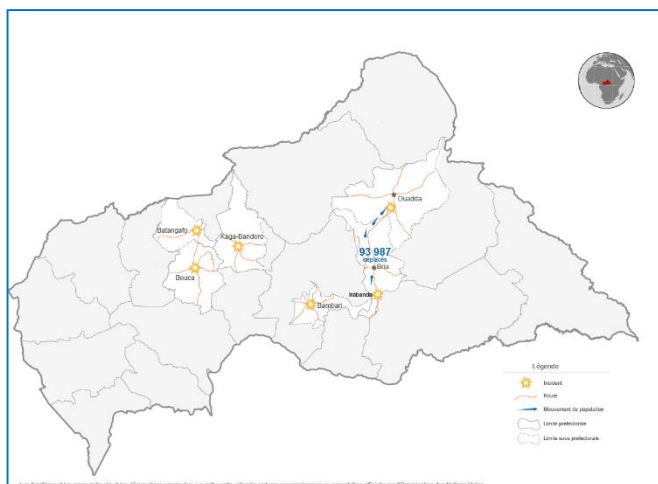 Ouadda
Batangafo
Kaga-Bandoro
93 987
déplacés
Bouca
Bria
Irabanda
Bambari
Légende
Incident
Route
Mouvement de population
Limite préfectorale
Limite sous préfectorale